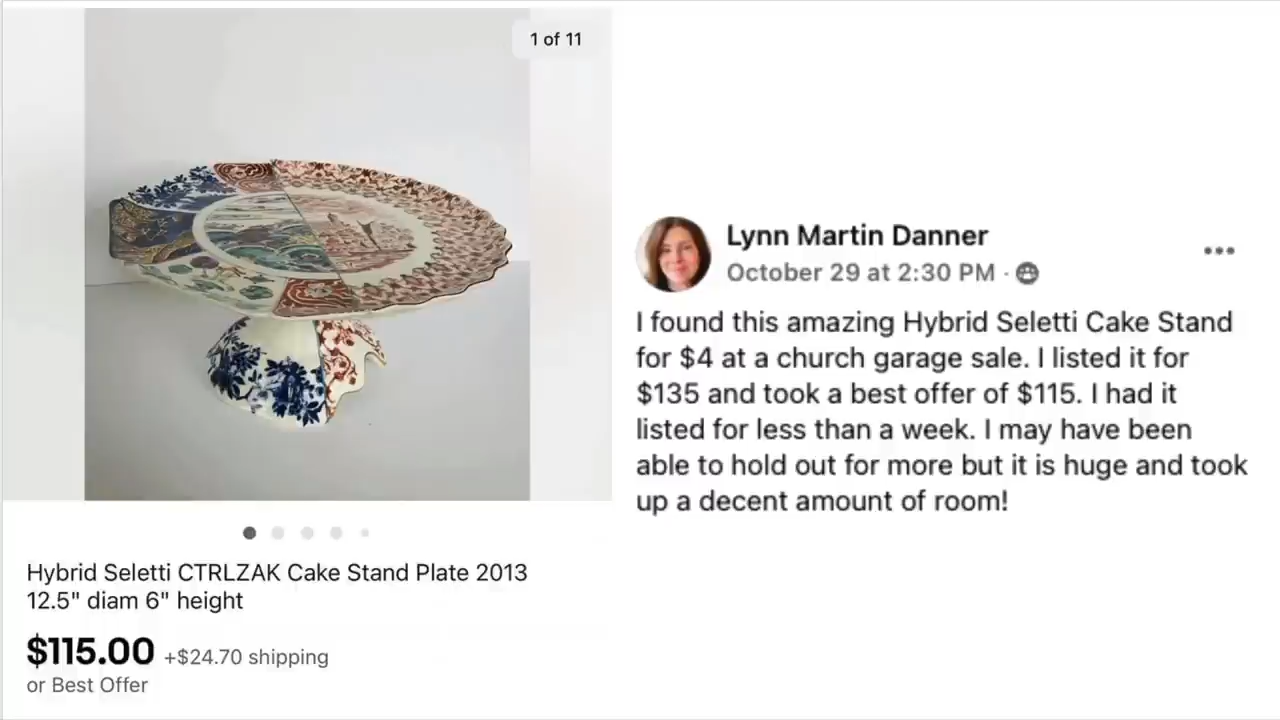 1 of 11
Hybrid Seletti CTRLZAK Cake Stand Plate 2013
12.5" diam 6" height
$115.00 +$24.70 shipping
or Best Offer
Lynn Martin Danner
October 29 at 2:30 PM ·
I found this amazing Hybrid Seletti Cake Stand
for $4 at a church garage sale. I listed it for
$135 and took a best offer of $115. I had it
listed for less than a week. I may have been
able to hold out for more but it is huge and took
up a decent amount of room!